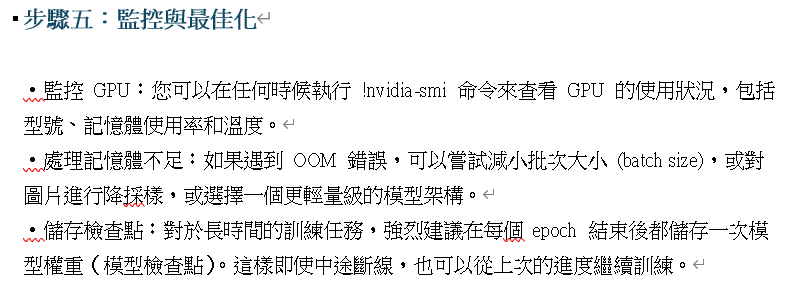 步驟五：監控與最佳化
・監控 GPU：您可以在任何時候執行 !nvidia-smi 命令來查看 GPU 的使用狀況，包括
型號、記憶體使用率和溫度。
・處理記憶體不足：如果遇到 OOM 錯誤，可以嘗試減小批次大小 (batch size)，或對
圖片進行降採樣，或選擇一個更輕量級的模型架構。
・儲存檢查點：對於長時間的訓練任務，強烈建議在每個 epoch 結束後都儲存一次模
型權重（模型檢查點）。這樣即使中途斷線，也可以從上次的進度繼續訓練。